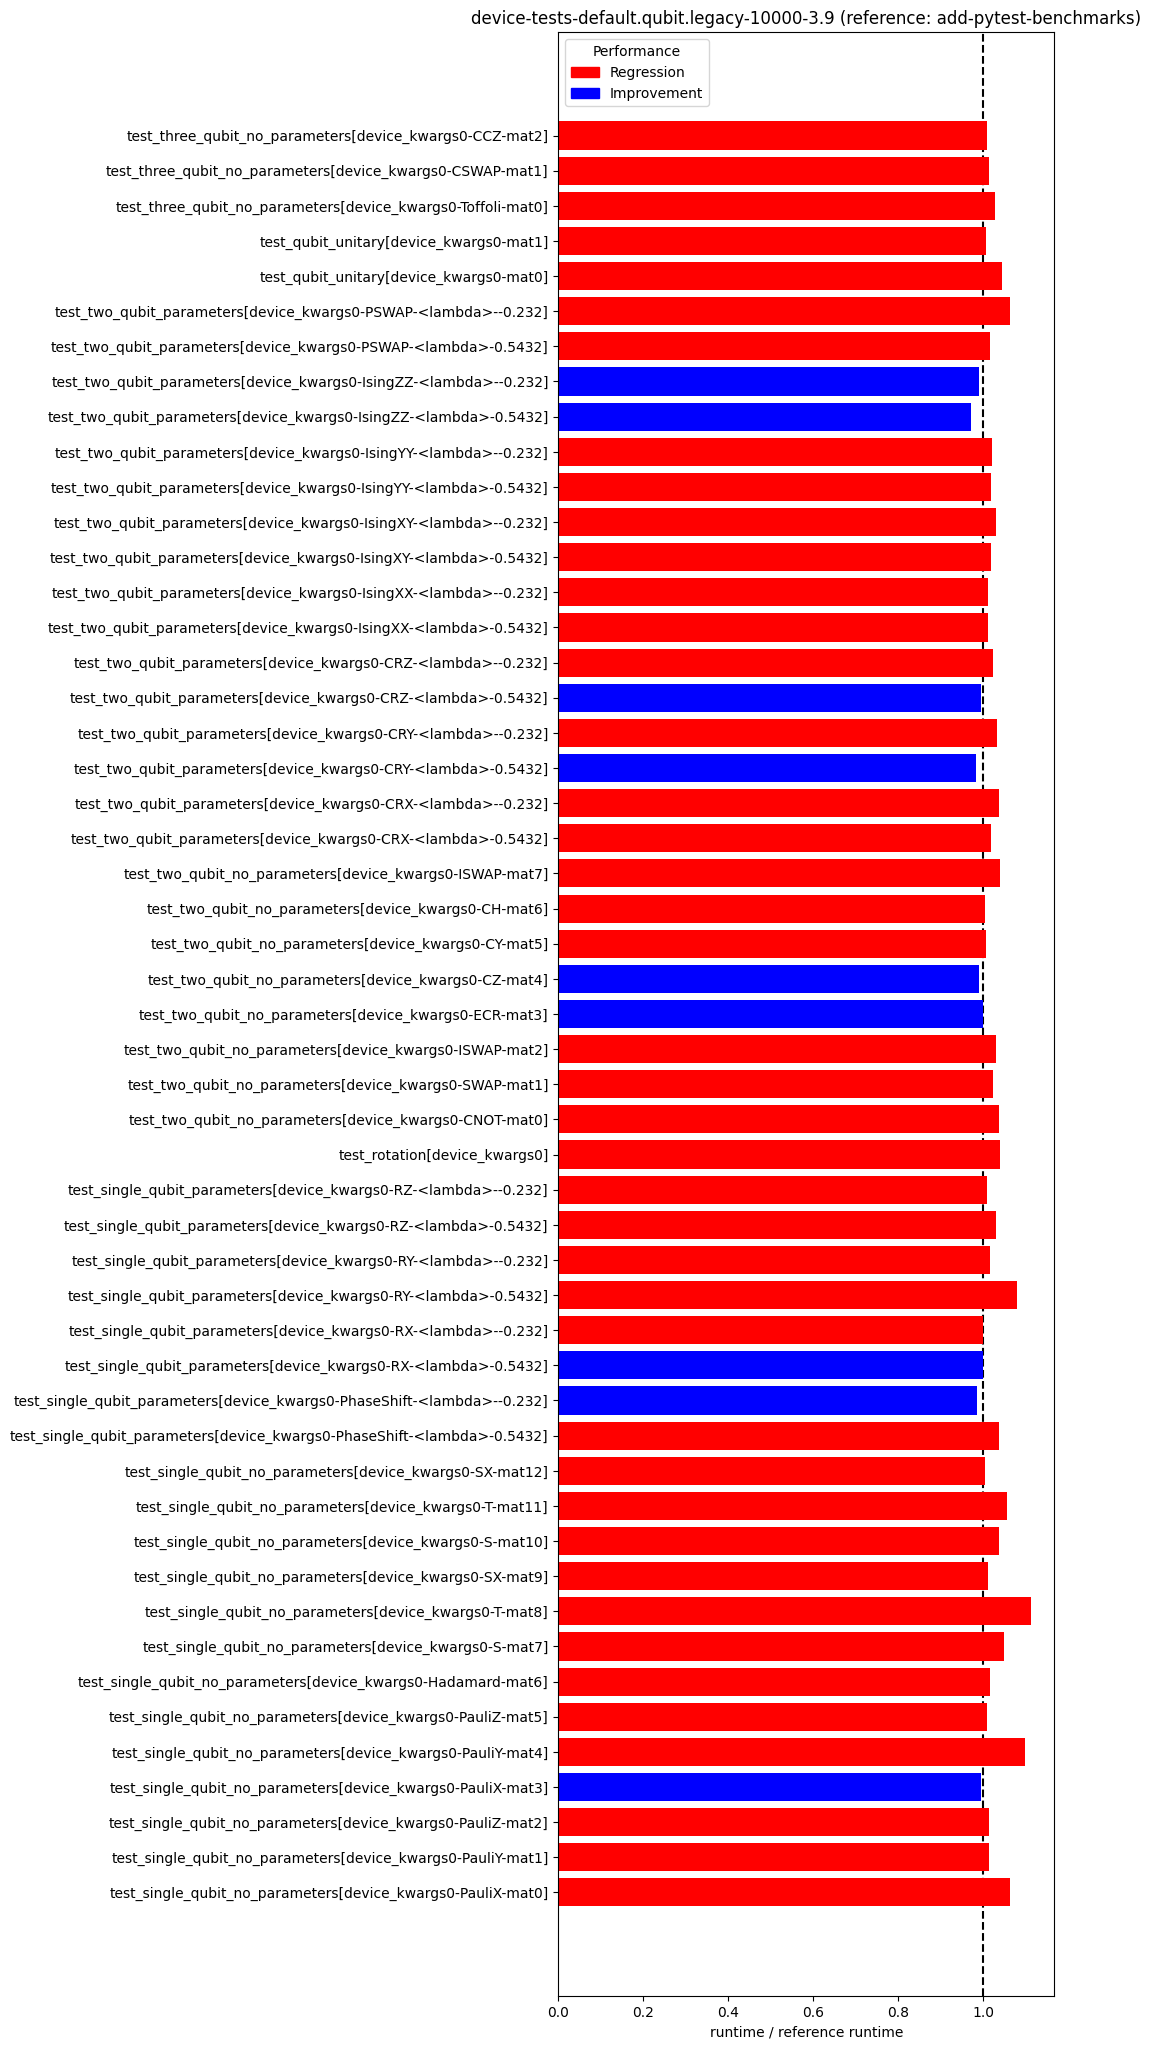 device-tests-default.qubit.legacy-10000-3.9 (reference: add-pytest-benchmarks)
Performance
Regression
Improvement
test_three_qubit_no_parameters[device_kwargs0-CCZ-mat2]
test_three_qubit_no_parameters[device_kwargs0-CSWAP-mat1]
test_three_qubit_no_parameters[device_kwargs0-Toffoli-mat0]
test_qubit_unitary[device_kwargs0-mat1]
test_qubit_unitary[device_kwargs0-mat0]
test_two_qubit_parameters[device_kwargs0-PSWAP-<lambda>--0.232]
test_two_qubit_parameters[device_kwargs0-PSWAP-<lambda>-0.5432]
test_two_qubit_parameters[device_kwargs0-IsingZZ-<lambda>--0.232]
test_two_qubit_parameters[device_kwargs0-IsingZZ-<lambda>-0.5432]
test_two_qubit_parameters[device_kwargs0-IsingYY-<lambda>--0.232]
test_two_qubit_parameters[device_kwargs0-IsingYY-<lambda>-0.5432]
test_two_qubit_parameters[device_kwargs0-IsingXY-<lambda>--0.232]
test_two_qubit_parameters[device_kwargs0-IsingXY-<lambda>-0.5432]
test_two_qubit_parameters[device_kwargs0-IsingXX-<lambda>--0.232]
test_two_qubit_parameters[device_kwargs0-IsingXX-<lambda>-0.5432]
test_two_qubit_parameters[device_kwargs0-CRZ-<lambda>--0.232]
test_two_qubit_parameters[device_kwargs0-CRZ-<lambda>-0.5432]
test_two_qubit_parameters[device_kwargs0-CRY-<lambda>--0.232]
test_two_qubit_parameters[device_kwargs0-CRY-<lambda>-0.5432]
test_two_qubit_parameters[device_kwargs0-CRX-<lambda>--0.232]
test_two_qubit_parameters[device_kwargs0-CRX-<lambda>-0.5432]
test_two_qubit_no_parameters[device_kwargs0-ISWAP-mat7]
test_two_qubit_no_parameters[device_kwargs0-CH-mat6]
test_two_qubit_no_parameters[device_kwargs0-CY-mat5]
test_two_qubit_no_parameters[device_kwargs0-CZ-mat4]
test_two_qubit_no_parameters[device_kwargs0-ECR-mat3]
test_two_qubit_no_parameters[device_kwargs0-ISWAP-mat2]
test_two_qubit_no_parameters[device_kwargs0-SWAP-mat1]
test_two_qubit_no_parameters[device_kwargs0-CNOT-mat0]
test_rotation[device_kwargs0]
test_single_qubit_parameters[device_kwargs0-RZ-<lambda>--0.232]
test_single_qubit_parameters[device_kwargs0-RZ-<lambda>-0.5432]
test_single_qubit_parameters[device_kwargs0-RY-<lambda>--0.232]
test_single_qubit_parameters[device_kwargs0-RY-<lambda>-0.5432]
test_single_qubit_parameters[device_kwargs0-RX-<lambda>--0.232]
test_single_qubit_parameters[device_kwargs0-RX-<lambda>-0.5432]
test_single_qubit_parameters[device_kwargs0-PhaseShift-<lambda>--0.232]
test_single_qubit_parameters[device_kwargs0-PhaseShift-<lambda>-0.5432]
test_single_qubit_no_parameters[device_kwargs0-SX-mat12]
test_single_qubit_no_parameters[device_kwargs0-T-mat11]
test_single_qubit_no_parameters[device_kwargs0-S-mat10]
test_single_qubit_no_parameters[device_kwargs0-SX-mat9]
test_single_qubit_no_parameters[device_kwargs0-T-mat8]
test_single_qubit_no_parameters[device_kwargs0-S-mat7]
test_single_qubit_no_parameters[device_kwargs0-Hadamard-mat6]
test_single_qubit_no_parameters[device_kwargs0-PauliZ-mat5]
test_single_qubit_no_parameters[device_kwargs0-PauliY-mat4]
test_single_qubit_no_parameters[device_kwargs0-PauliX-mat3]
test_single_qubit_no_parameters[device_kwargs0-PauliZ-mat2]
test_single_qubit_no_parameters[device_kwargs0-PauliY-mat1]
test_single_qubit_no_parameters[device_kwargs0-PauliX-mat0]
0.0 0.2 0.4 0.6 0.8 1.0
runtime / reference runtime